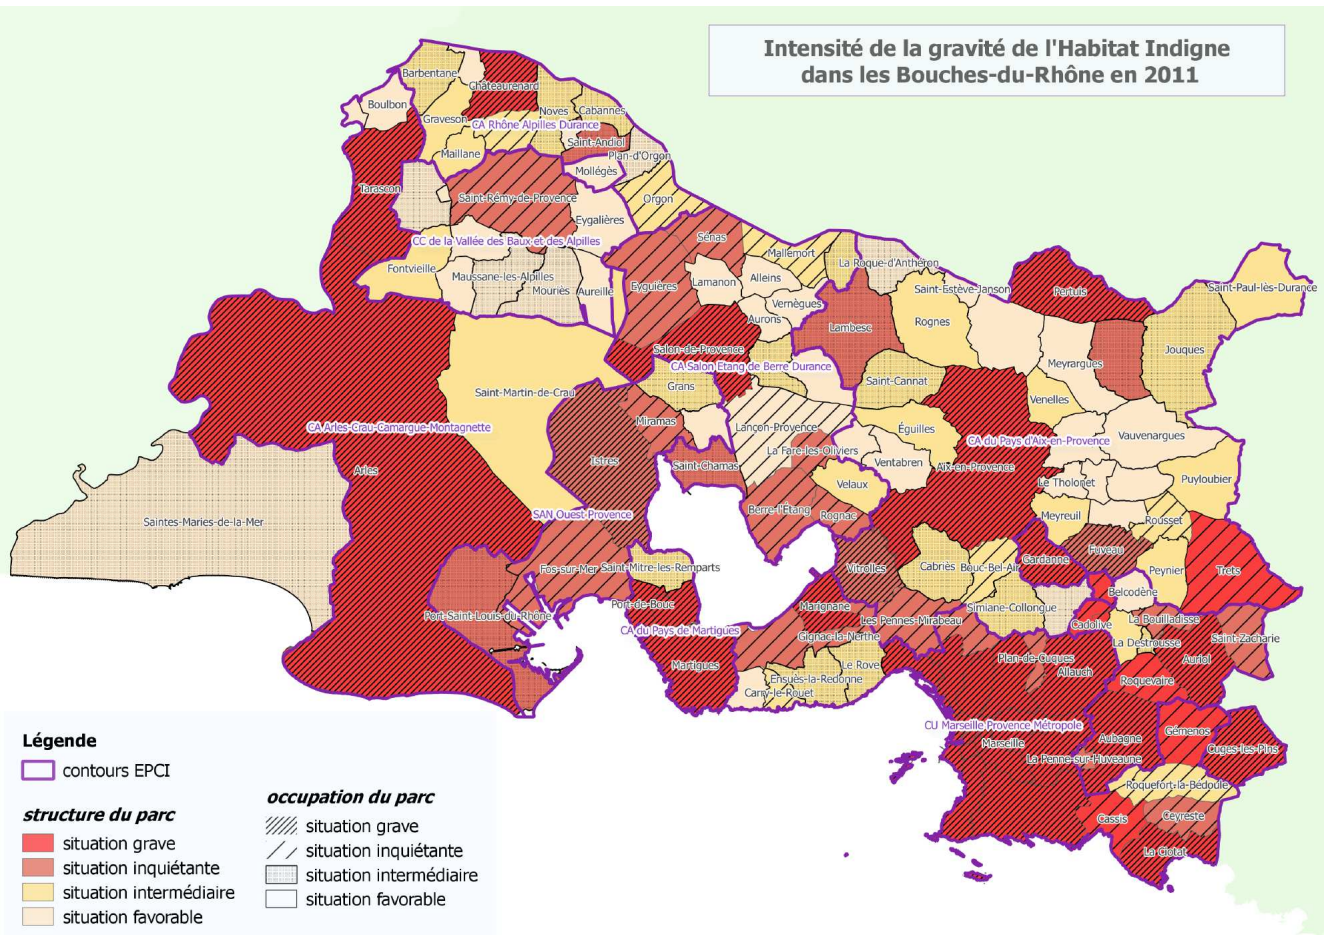 Intensité de la gravité de l'Habitat Indigne
dans les Bouches-du-Rhône en 2011
Barbentane
Châteaurenard
Boulbon
Noves
Cabannes
Graveson
CA Rhône Alpilles Durance
Saint-Andiol
Maillane
Plan-d'Orgon
Mollégès
Tarascon
Saint-Rémy-de-Provence
Orgon
Eygalières
CC de la Vallée des Baux et des Alpilles
Sénas
Mallemort
La Roque-d'Anthéron
Fontvieille
Maussane-les-Alpilles
Mouriès
Aureille
Eyguières
Lamanon
Alleins
Saint-Estève-Janson
Pertuis
Saint-Paul-lès-Durance
Vernègues
Aurons
Lambesc
Rognes
Salon-de-Provence
Jouques
Meyrargues
CA Salon Etang de Berre Durance
Saint-Martin-de-Crau
Grans
Saint-Cannat
Venelles
CA Arles-Crau-Camargue-Montagnette
Miramas
Lançon-Provence
Éguilles
CA du Pays d'Aix-en-Provence
Vauvenargues
La Fare-les-Oliviers
Istres
Saint-Chamas
Ventabren
Aix-en-Provence
Arles
Velaux
Le Tholonet
Puyloubier
Saintes-Maries-de-la-Mer
SAN Ouest Provence
Berre-l'Étang
Rognac
Meyreuil
Rousset
Fuveau
Fos-sur-Mer
Saint-Mitre-les-Remparts
Vitrolles
Cabriès
Bouc-Bel-Air
Gardanne
Peynier
Trets
Port-de-Bouc
Marignane
Belcodène
Port-Saint-Louis-du-Rhône
Simiane-Collongue
CA du Pays de Martigues
Gignac-la-Nerthe
Les Pennes-Mirabeau
Cadolive
La Bouilladisse
Saint-Zacharie
La Destrousse
Martigues
Le Rove
Plan-de-Cuques
Auriol
Ensuès-la-Redonne
Allauch
Roquevaire
Carry-le-Rouet
CU Marseille Provence Métropole
Marseille
Aubagne
Gémenos
Cuges-les-Pins
La Penne-sur-Huveaune
Roquefort-la-Bédoule
Cassis
Ceyreste
La Ciotat
Légende
contours EPCI
structure du parc
situation grave
situation inquiétante
situation intermédiaire
situation favorable
occupation du parc
situation grave
situation inquiétante
situation intermédiaire
situation favorable